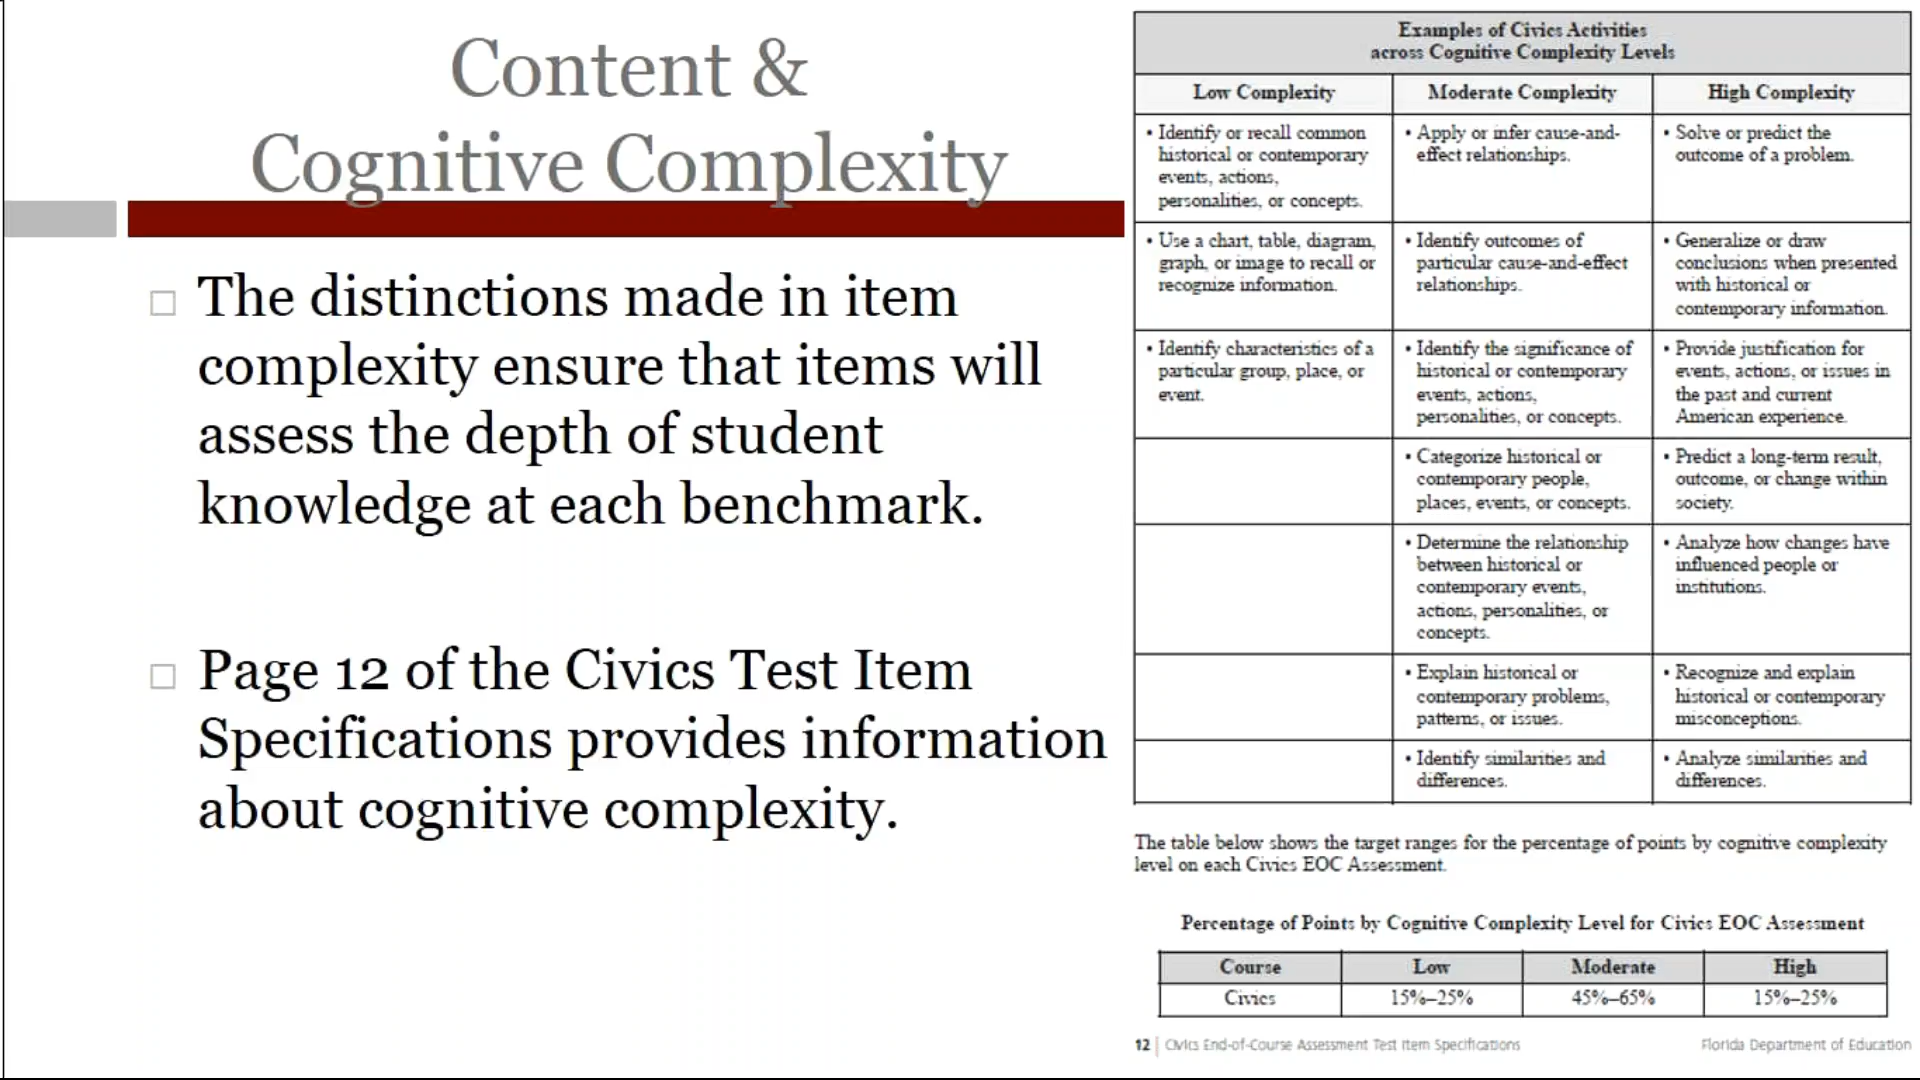 Content &
Cognitive Complexity
The distinctions made in item
complexity ensure that items will
assess the depth of student
knowledge at each benchmark.
Page 12 of the Civics Test Item
Specifications provides information
about cognitive complexity.
Examples of Civics Activities
across Cognitive Complexity Levels
Low Complexity
Moderate Complexity
High Complexity
• Identify or recall common
historical or contemporary
events, actions,
personalities, or concepts.
• Apply or infer cause-and-
effect relationships.
• Solve or predict the
outcome of a problem.
• Use a chart, table, diagram,
graph, or image to recall or
recognize information.
• Identify outcomes of
particular cause-and-effect
relationships.
• Generalize or draw
conclusions when presented
with historical or
contemporary information.
• Identify characteristics of a
particular group, place, or
event.
• Identify the significance of
historical or contemporary
events, actions,
personalities, or concepts.
• Provide justification for
events, actions, or issues in
the past and current
American experience.
• Categorize historical or
contemporary people,
places, events, or concepts.
• Predict a long-term result,
outcome, or change within
society.
• Determine the relationship
between historical or
contemporary events,
actions, personalities, or
concepts.
• Analyze how changes have
influenced people or
institutions.
• Explain historical or
contemporary problems,
patterns, or issues.
• Recognize and explain
historical or contemporary
misconceptions.
• Identify similarities and
differences.
• Analyze similarities and
differences.
The table below shows the target ranges for the percentage of points by cognitive complexity
level on each Civics EOC Assessment.
Percentage of Points by Cognitive Complexity Level for Civics EOC Assessment
Course Low Moderate High
Civics 15%–25% 45%–65% 15%–25%
12 | Civics End-of-Course Assessment Test Item Specifications
Florida Department of Education